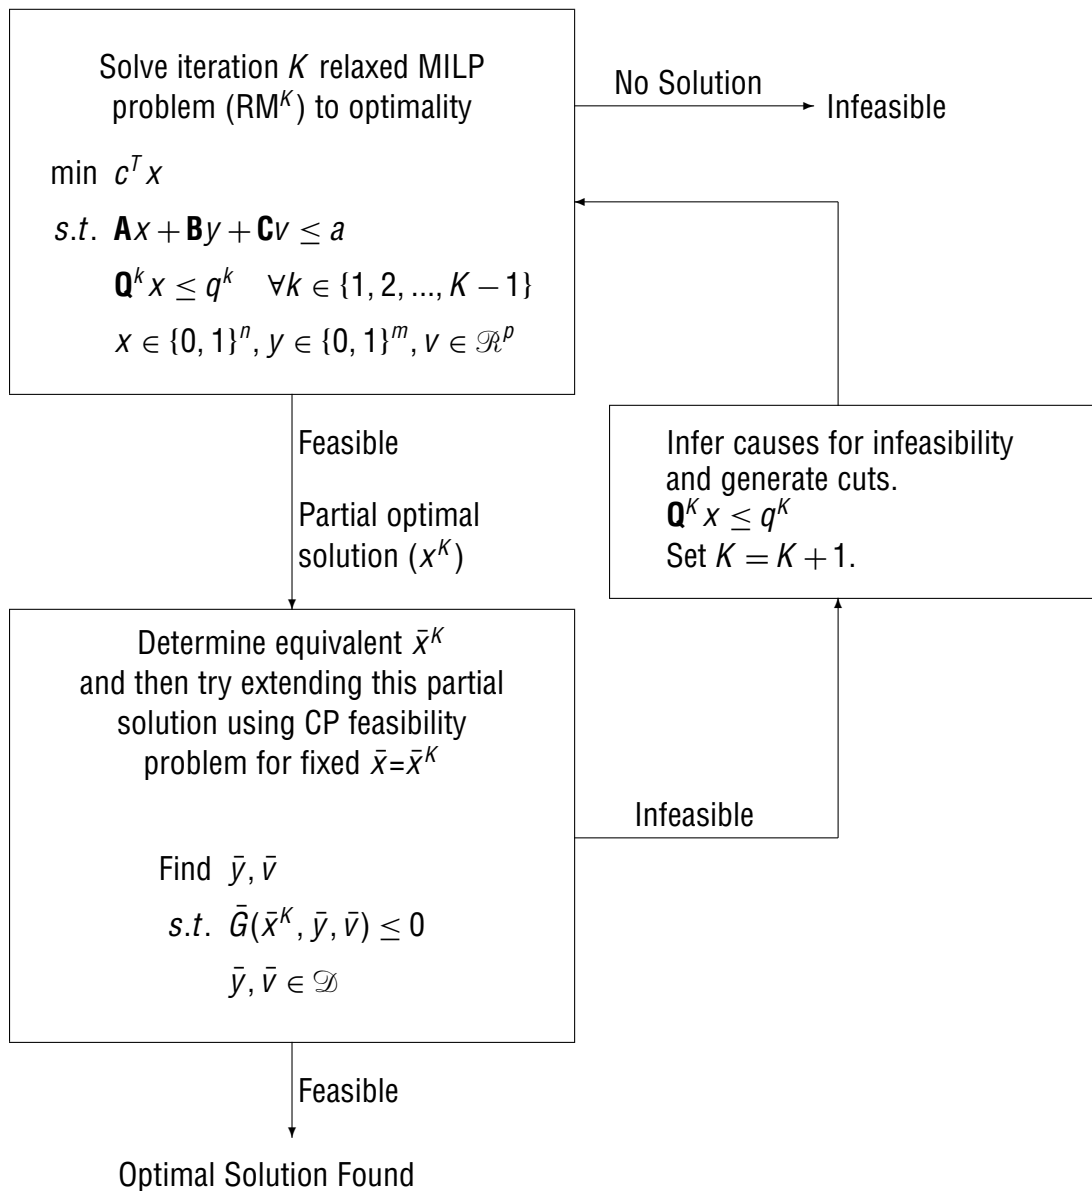 Solve iteration K relaxed MILP
problem (RM^K) to optimality
min c^T x
s.t. Ax + By + Cv ≤ a
Q^k x ≤ q^k ∀k ∈ {1, 2, ..., K − 1}
x ∈ {0, 1}^n, y ∈ {0, 1}^m, v ∈ ℛ^p
No Solution
Infeasible
Feasible
Partial optimal
solution (x^K)
Infer causes for infeasibility
and generate cuts.
Q^K x ≤ q^K
Set K = K + 1.
Determine equivalent x̄^K
and then try extending this partial
solution using CP feasibility
problem for fixed x̄=x̄^K
Find ȳ, v̄
s.t. Ḡ(x̄^K, ȳ, v̄) ≤ 0
ȳ, v̄ ∈ 𝒟
Infeasible
Feasible
Optimal Solution Found